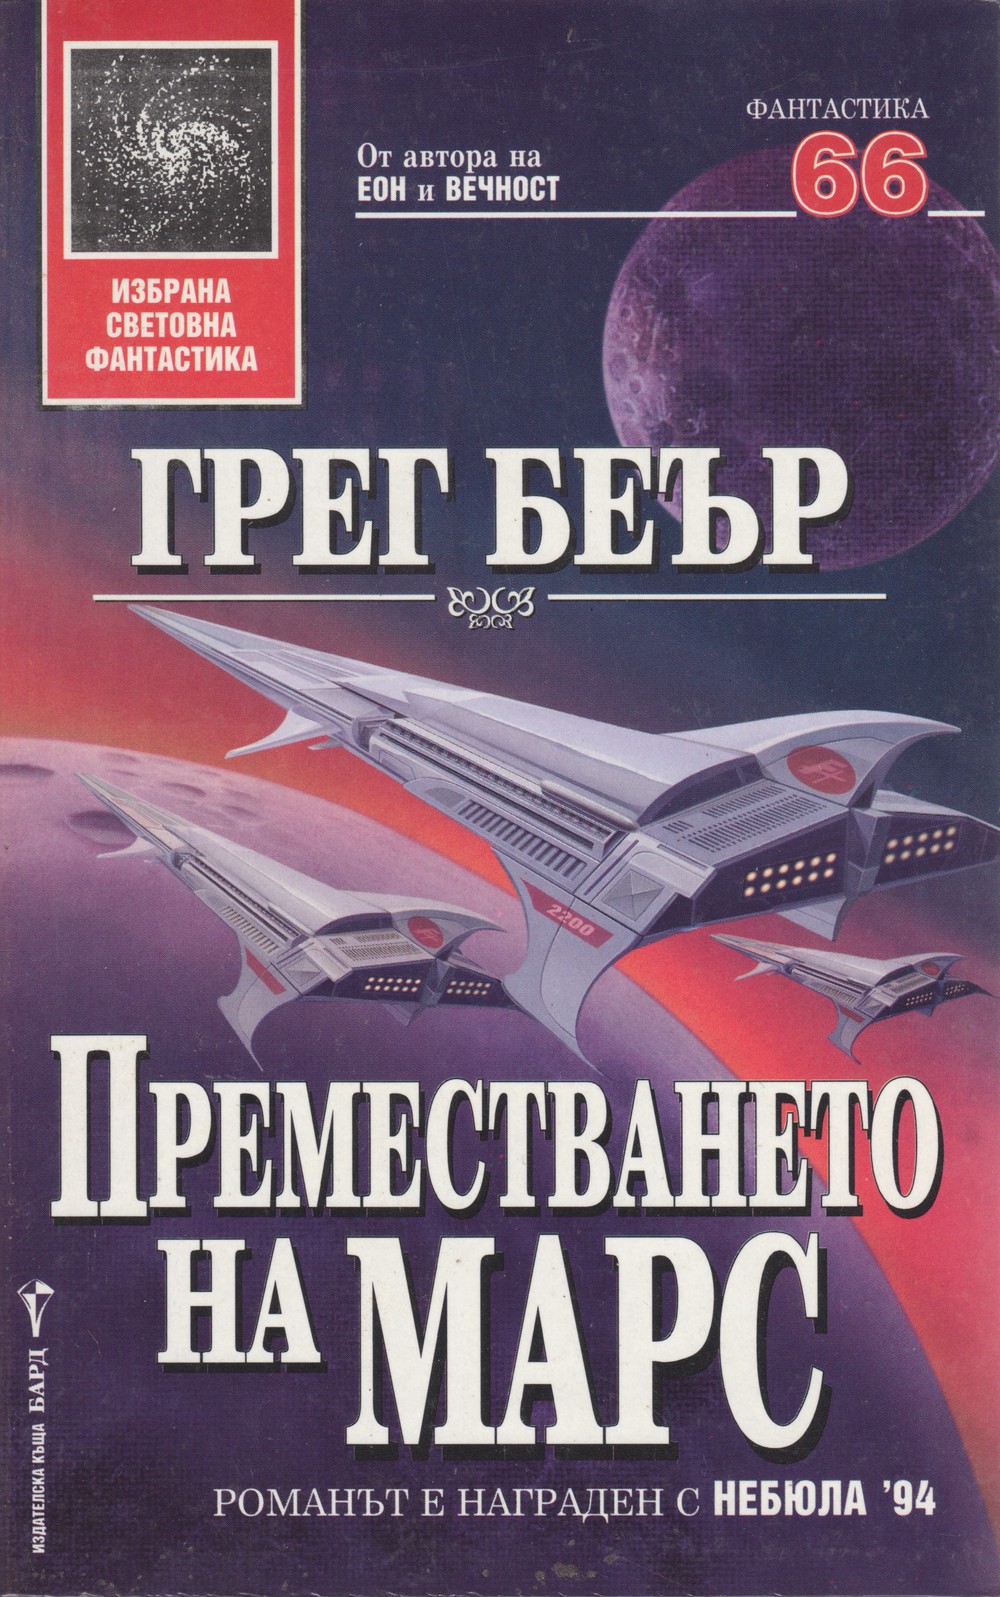 ФАНТАСТИКА
66
От автора на
ЕОН и ВЕЧНОСТ
ИЗБРАНА
СВЕТОВНА
ФАНТАСТИКА
ГРЕГ БЕЪР
2200
ПРЕМЕСТВАНЕТО
НА МАРС
РОМАНЪТ Е НАГРАДЕН С НЕБЮЛА '94
ИЗДАТЕЛСКА КЪЩА БАРД